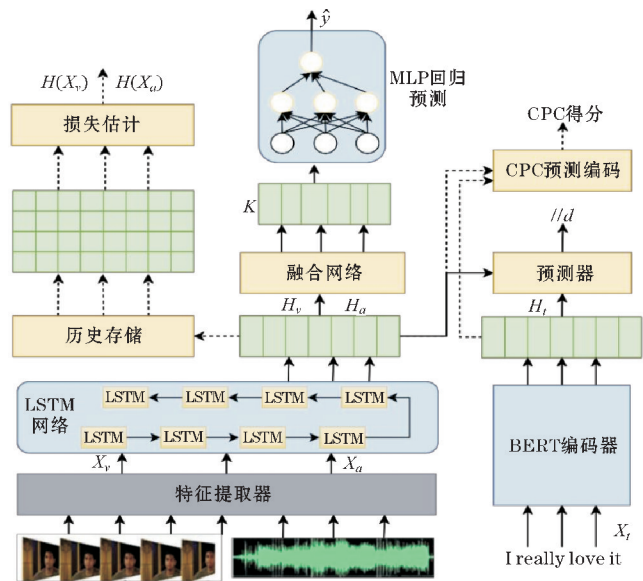 ŷ
H(Xv) H(Xa)
损失估计
MLP回归
预测
CPC得分
CPC预测编码
K
//d
融合网络
预测器
Hv Ha
Ht
历史存储
LSTM LSTM LSTM LSTM
LSTM
网络
LSTM LSTM LSTM LSTM
BERT编码器
Xv Xa
特征提取器
Xt
I really love it